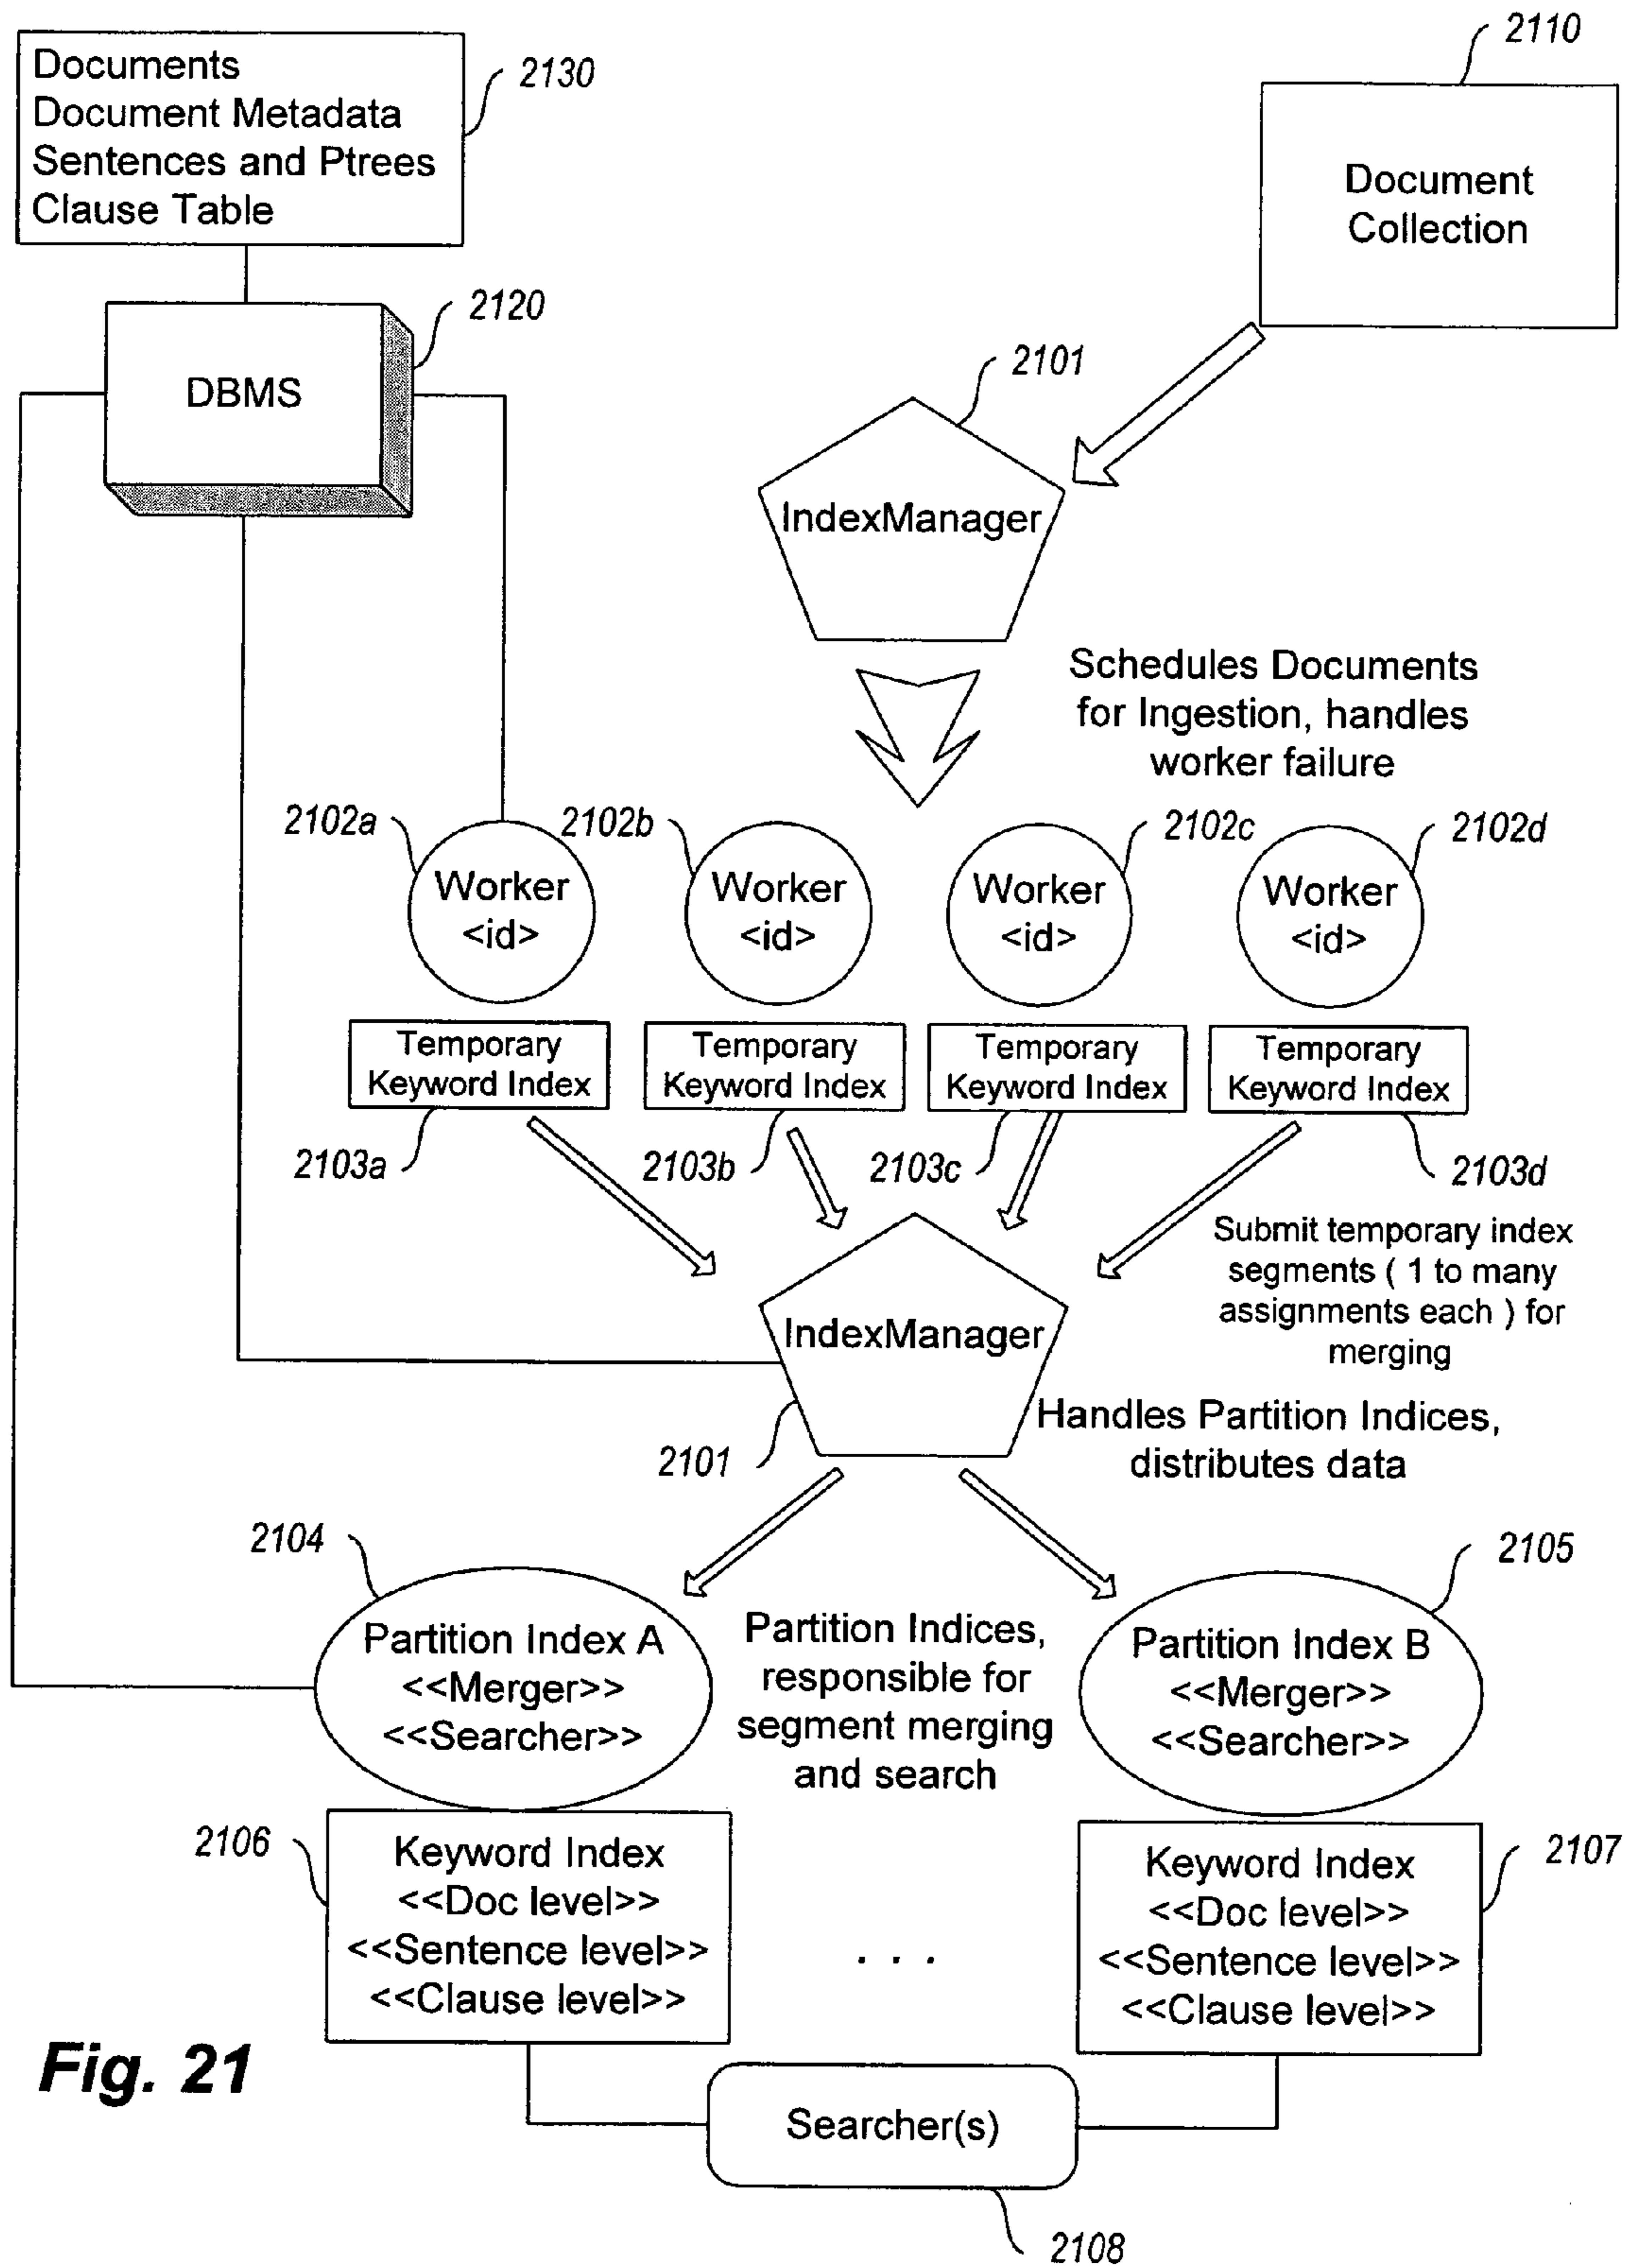 2110
Documents
Document Metadata
Sentences and Ptrees
Clause Table
2130
Document
Collection
2120
DBMS
2101
IndexManager
Schedules Documents
for Ingestion, handles
worker failure
2102a
2102b
2102c
2102d
Worker
<id>
Worker
<id>
Worker
<id>
Worker
<id>
Temporary
Keyword Index
Temporary
Keyword Index
Temporary
Keyword Index
Temporary
Keyword Index
2103a
2103b
2103c
2103d
Submit temporary index
segments ( 1 to many
assignments each ) for
merging
IndexManager
2101
Handles Partition Indices,
distributes data
2104
2105
Partition Index A
<<Merger>>
<<Searcher>>
Partition Indices,
responsible for
segment merging
and search
Partition Index B
<<Merger>>
<<Searcher>>
2106
Keyword Index
<<Doc level>>
<<Sentence level>>
<<Clause level>>
. . .
Keyword Index
<<Doc level>>
<<Sentence level>>
<<Clause level>>
2107
Fig. 21
Searcher(s)
2108